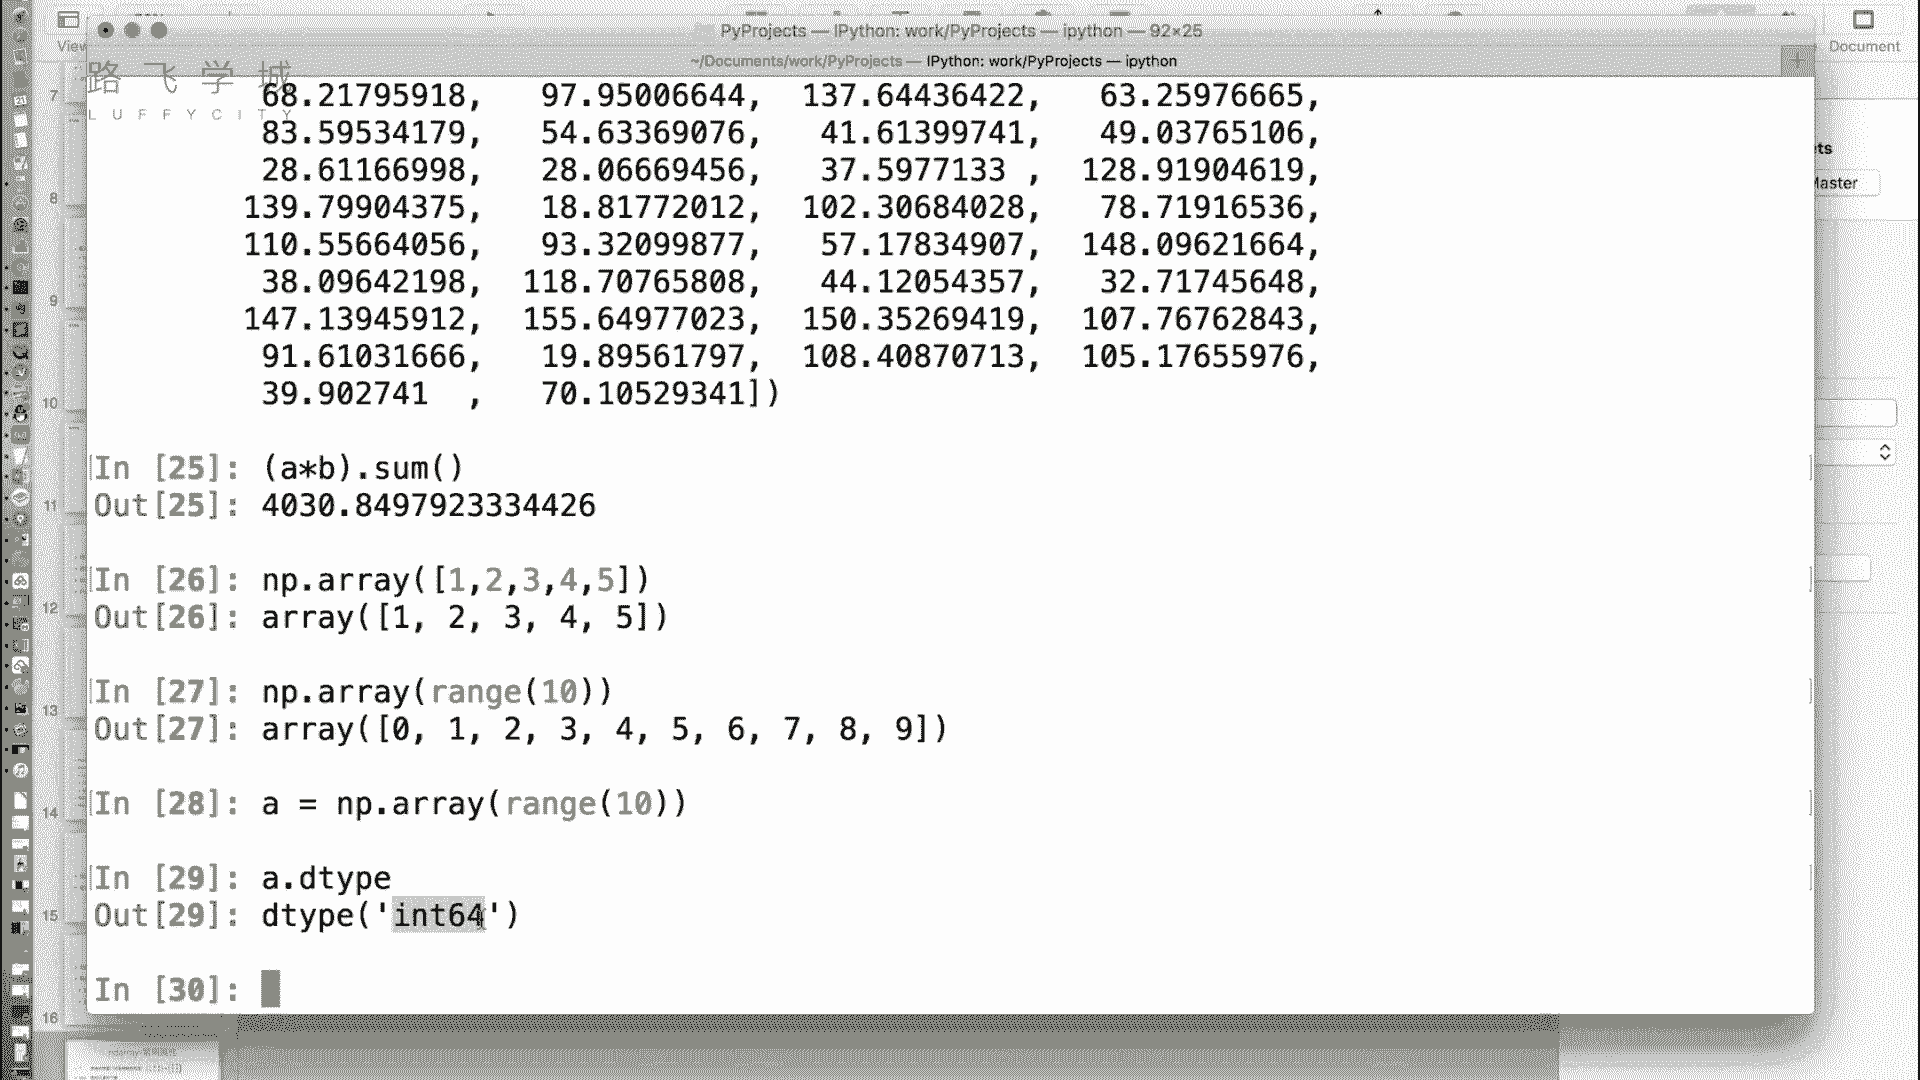 View
PyProjects — IPython: work/PyProjects — ipython — 92×25
Document
~/Documents/work/PyProjects — IPython: work/PyProjects — ipython
路飞学城
LUFFYCITY
68.21795918, 97.95006644, 137.64436422, 63.25976665,
83.59534179, 54.63369076, 41.61399741, 49.03765106,
28.61166998, 28.06669456, 37.5977133 , 128.91904619,
139.79904375, 18.81772012, 102.30684028, 78.71916536,
110.55664056, 93.32099877, 57.17834907, 148.09621664,
38.09642198, 118.70765808, 44.12054357, 32.71745648,
147.13945912, 155.64977023, 150.35269419, 107.76762843,
91.61031666, 19.89561797, 108.40870713, 105.17655976,
39.902741 , 70.10529341])
In [25]: (a*b).sum()
Out[25]: 4030.8497923334426
In [26]: np.array([1,2,3,4,5])
Out[26]: array([1, 2, 3, 4, 5])
In [27]: np.array(range(10))
Out[27]: array([0, 1, 2, 3, 4, 5, 6, 7, 8, 9])
In [28]: a = np.array(range(10))
In [29]: a.dtype
Out[29]: dtype('int64')
In [30]:
7
8
9
10
11
12
13
14
15
16
ets
Master